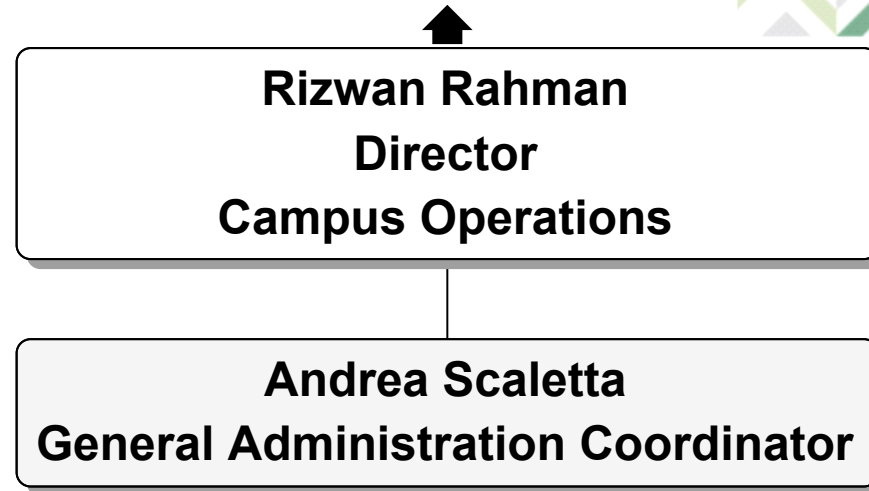 Rizwan Rahman
Director
Campus Operations
Andrea Scaletta
General Administration Coordinator